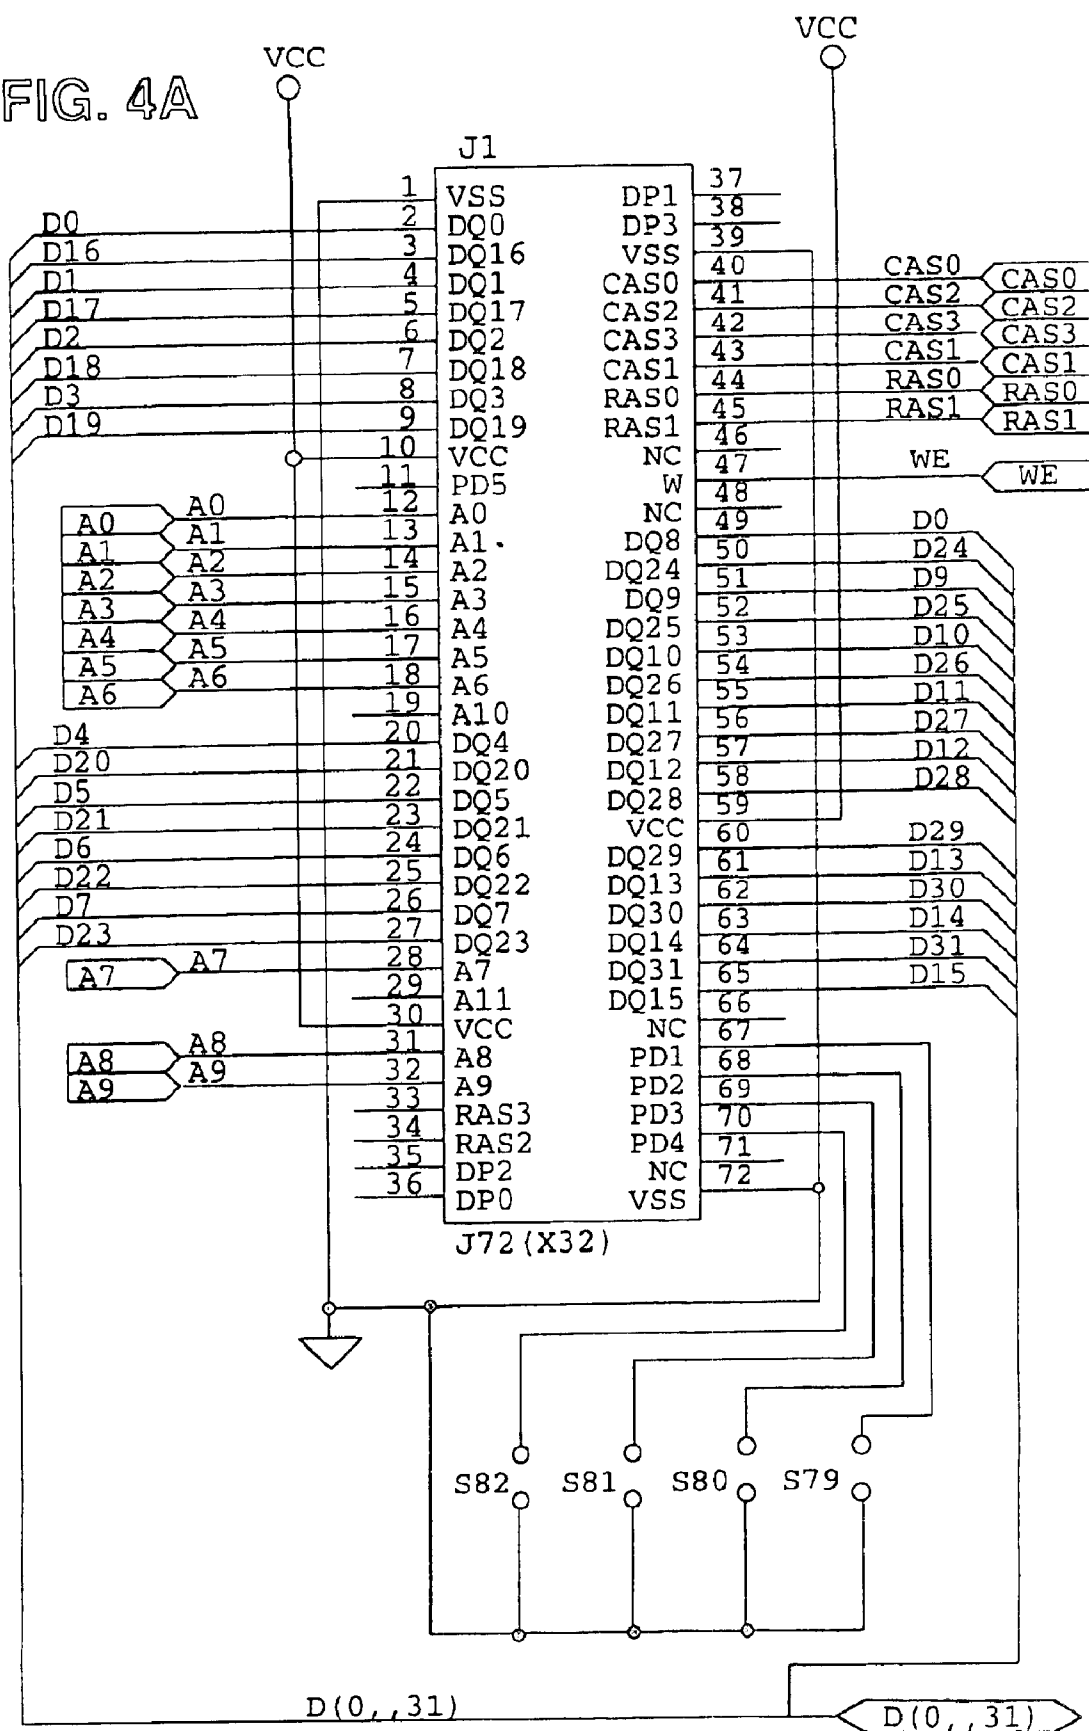 VCC
VCC
FIG. 4A
J1
1 VSS DP1 37
D0 2 DQ0 DP3 38
D16 3 DQ16 VSS 39
D1 4 DQ1 CAS0 40 CAS0 CAS0
D17 5 DQ17 CAS2 41 CAS2 CAS2
D2 6 DQ2 CAS3 42 CAS3 CAS3
D18 7 DQ18 CAS1 43 CAS1 CAS1
D3 8 DQ3 RAS0 44 RAS0 RAS0
D19 9 DQ19 RAS1 45 RAS1 RAS1
10 VCC NC 46
11 PD5 W 47 WE WE
A0 A0 12 A0 NC 48
A1 A1 13 A1. DQ8 49 D0
A2 A2 14 A2 DQ24 50 D24
A3 A3 15 A3 DQ9 51 D9
A4 A4 16 A4 DQ25 52 D25
A5 A5 17 A5 DQ10 53 D10
A6 A6 18 A6 DQ26 54 D26
19 A10 DQ11 55 D11
D4 20 DQ4 DQ27 56 D27
D20 21 DQ20 DQ12 57 D12
D5 22 DQ5 DQ28 58 D28
D21 23 DQ21 VCC 59
D6 24 DQ6 DQ29 60 D29
D22 25 DQ22 DQ13 61 D13
D7 26 DQ7 DQ30 62 D30
D23 27 DQ23 DQ14 63 D14
A7 A7 28 A7 DQ31 64 D31
29 A11 DQ15 65 D15
30 VCC NC 66
A8 A8 31 A8 PD1 67
A9 A9 32 A9 PD2 68
33 RAS3 PD3 69
34 RAS2 PD4 70
35 DP2 NC 71
36 DP0 VSS 72
J72(X32)
S82 S81 S80 S79
D(0,,31) D(0,,31)